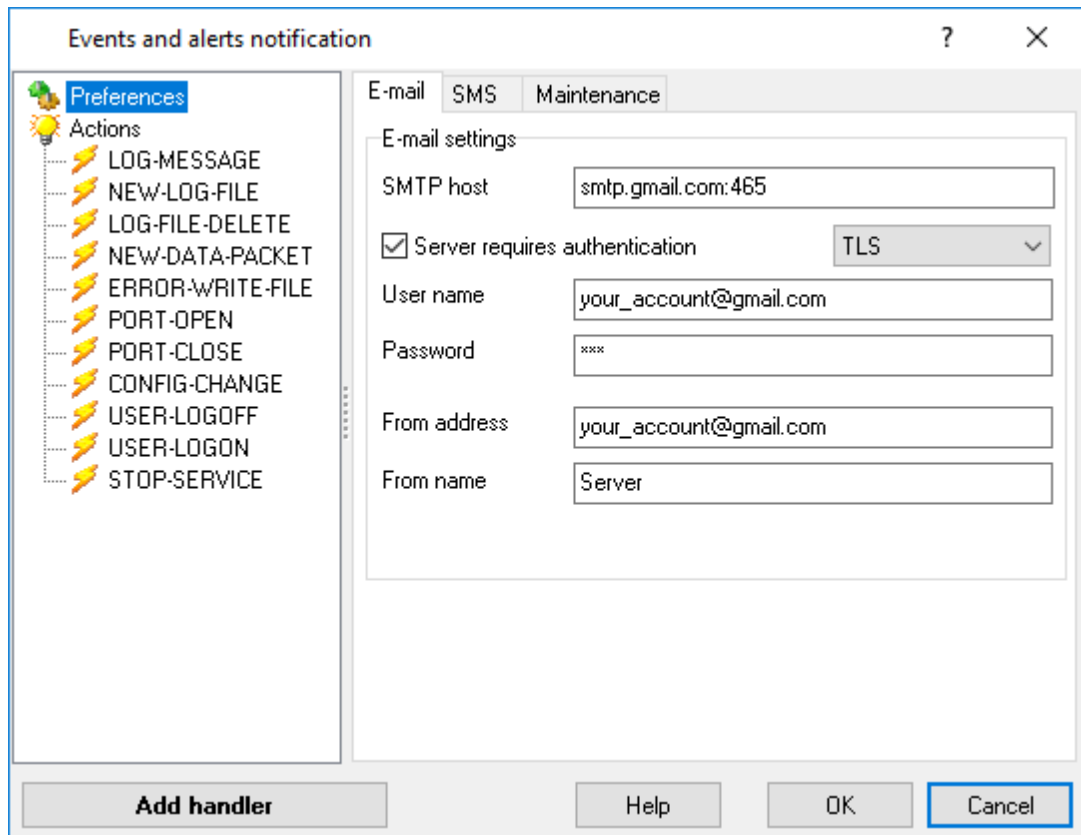 Events and alerts notification
?
Preferences
Actions
LOG-MESSAGE
NEW-LOG-FILE
LOG-FILE-DELETE
NEW-DATA-PACKET
ERROR-WRITE-FILE
PORT-OPEN
PORT-CLOSE
CONFIG-CHANGE
USER-LOGOFF
USER-LOGON
STOP-SERVICE
E-mail SMS Maintenance
E-mail settings
SMTP host smtp.gmail.com:465
Server requires authentication TLS
User name your_account@gmail.com
Password ***
From address your_account@gmail.com
From name Server
Add handler Help OK Cancel